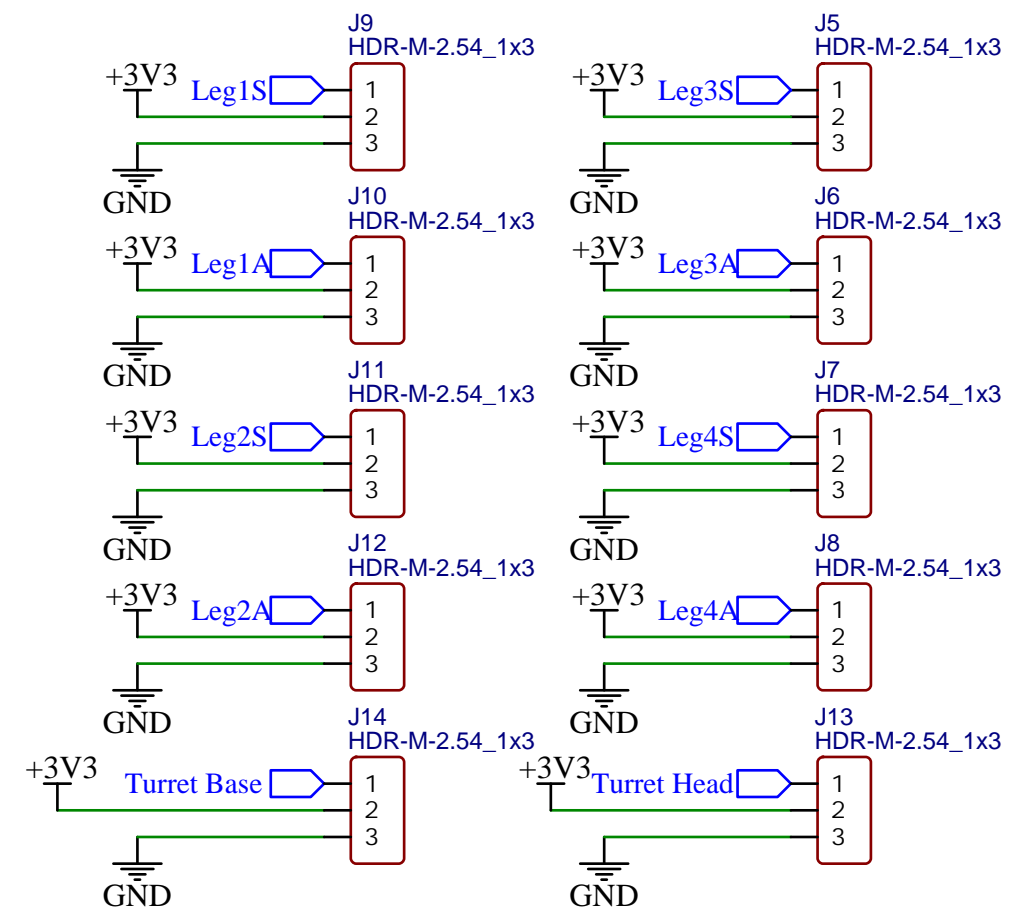 J9
HDR-M-2.54_1x3
+3V3
Leg1S
1
2
3
GND
J5
HDR-M-2.54_1x3
+3V3
Leg3S
1
2
3
GND
J10
HDR-M-2.54_1x3
+3V3
Leg1A
1
2
3
GND
J6
HDR-M-2.54_1x3
+3V3
Leg3A
1
2
3
GND
J11
HDR-M-2.54_1x3
+3V3
Leg2S
1
2
3
GND
J7
HDR-M-2.54_1x3
+3V3
Leg4S
1
2
3
GND
J12
HDR-M-2.54_1x3
+3V3
Leg2A
1
2
3
GND
J8
HDR-M-2.54_1x3
+3V3
Leg4A
1
2
3
GND
J14
HDR-M-2.54_1x3
+3V3
Turret Base
1
2
3
GND
J13
HDR-M-2.54_1x3
+3V3
Turret Head
1
2
3
GND